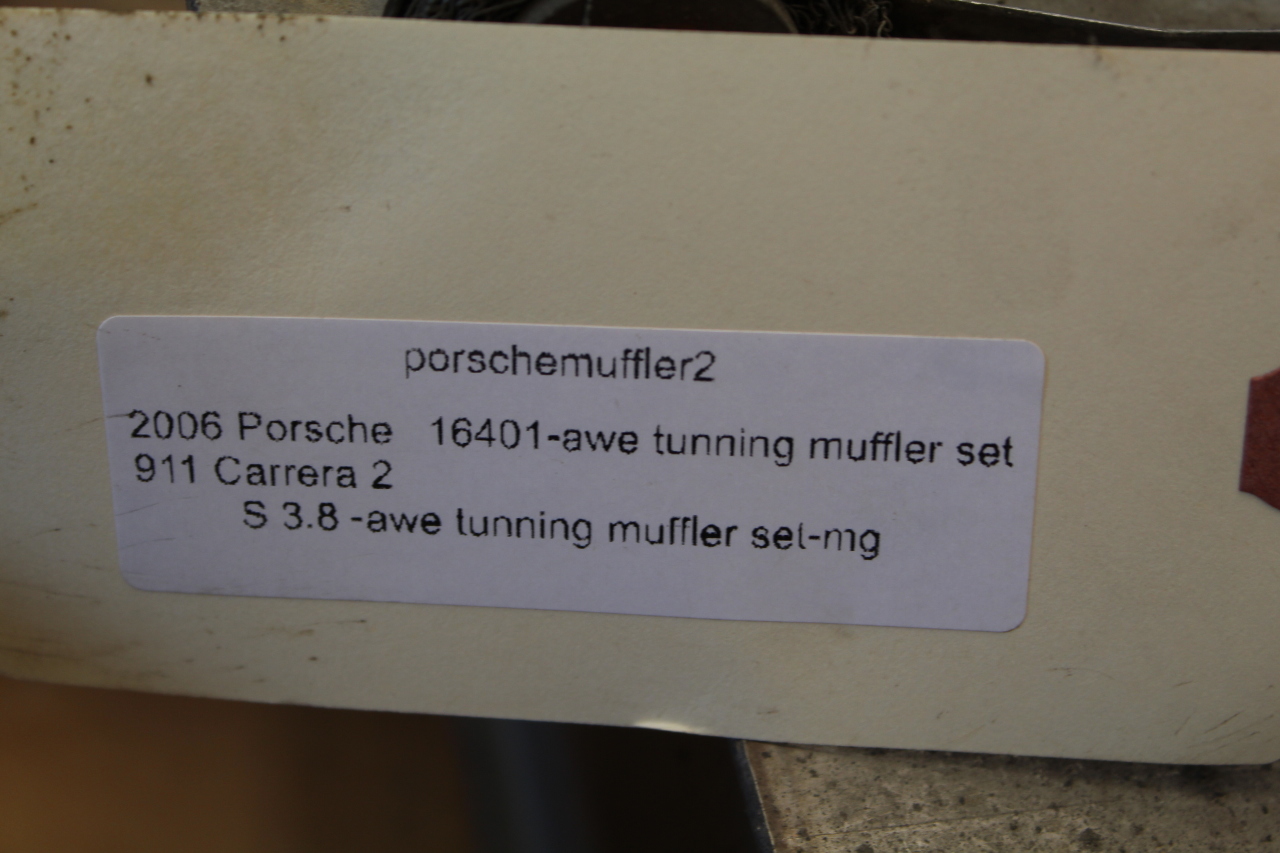 porschemuffler2
2006 Porsche 16401-awe tunning muffler set
911 Carrera 2
S 3.8 -awe tunning muffler set-mg